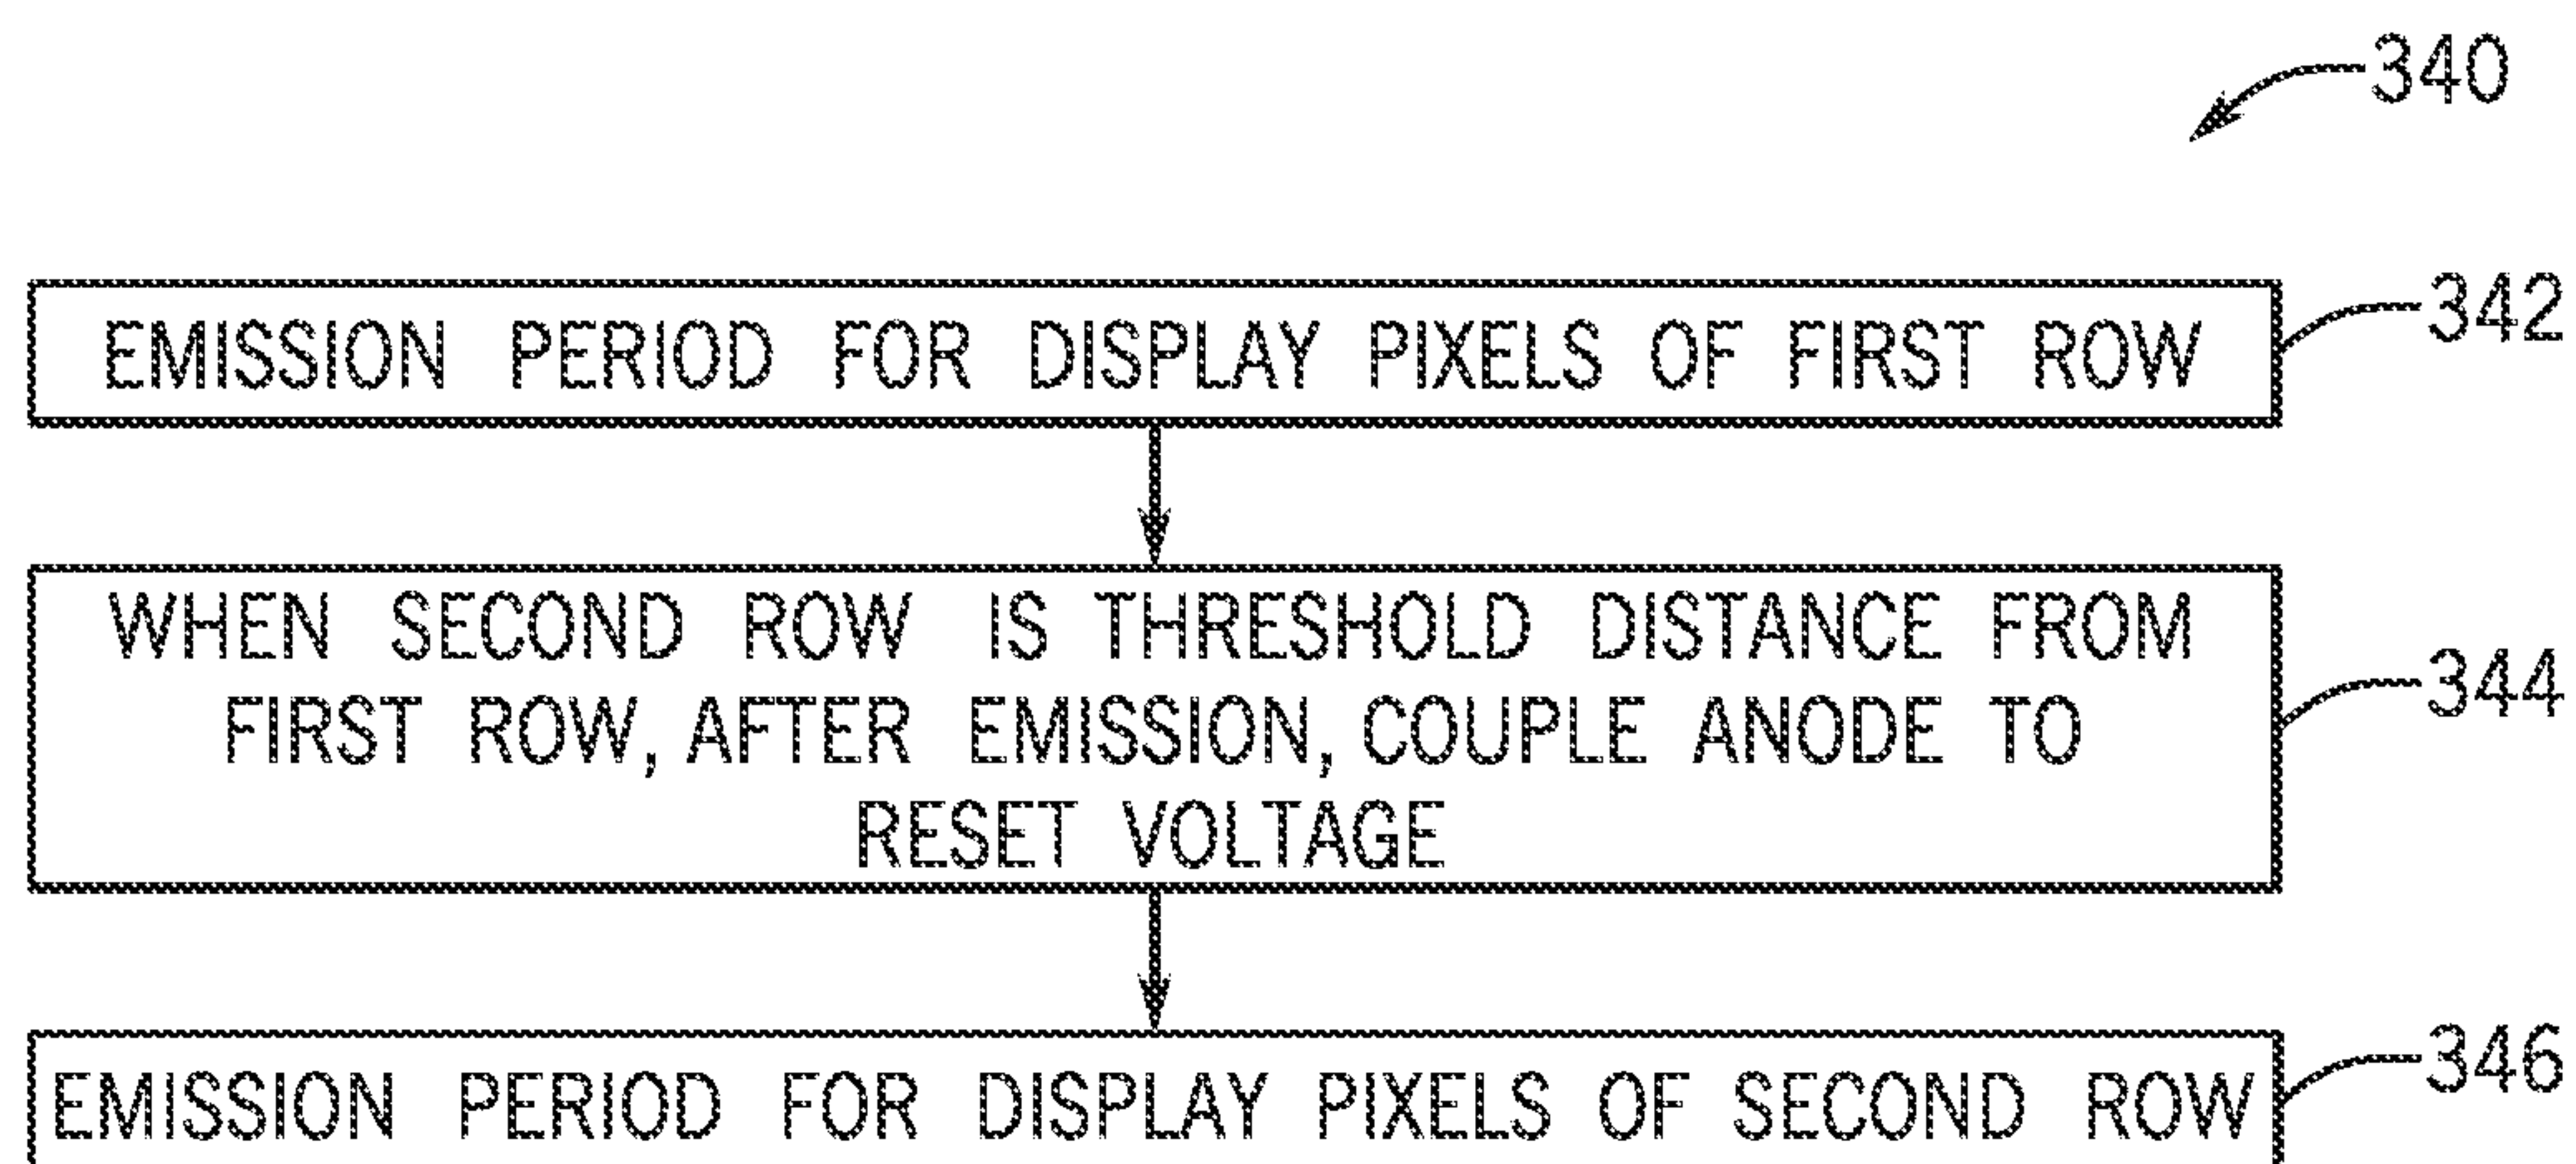 340
EMISSION PERIOD FOR DISPLAY PIXELS OF FIRST ROW
342
WHEN SECOND ROW IS THRESHOLD DISTANCE FROM
FIRST ROW, AFTER EMISSION, COUPLE ANODE TO
RESET VOLTAGE
344
EMISSION PERIOD FOR DISPLAY PIXELS OF SECOND ROW
346